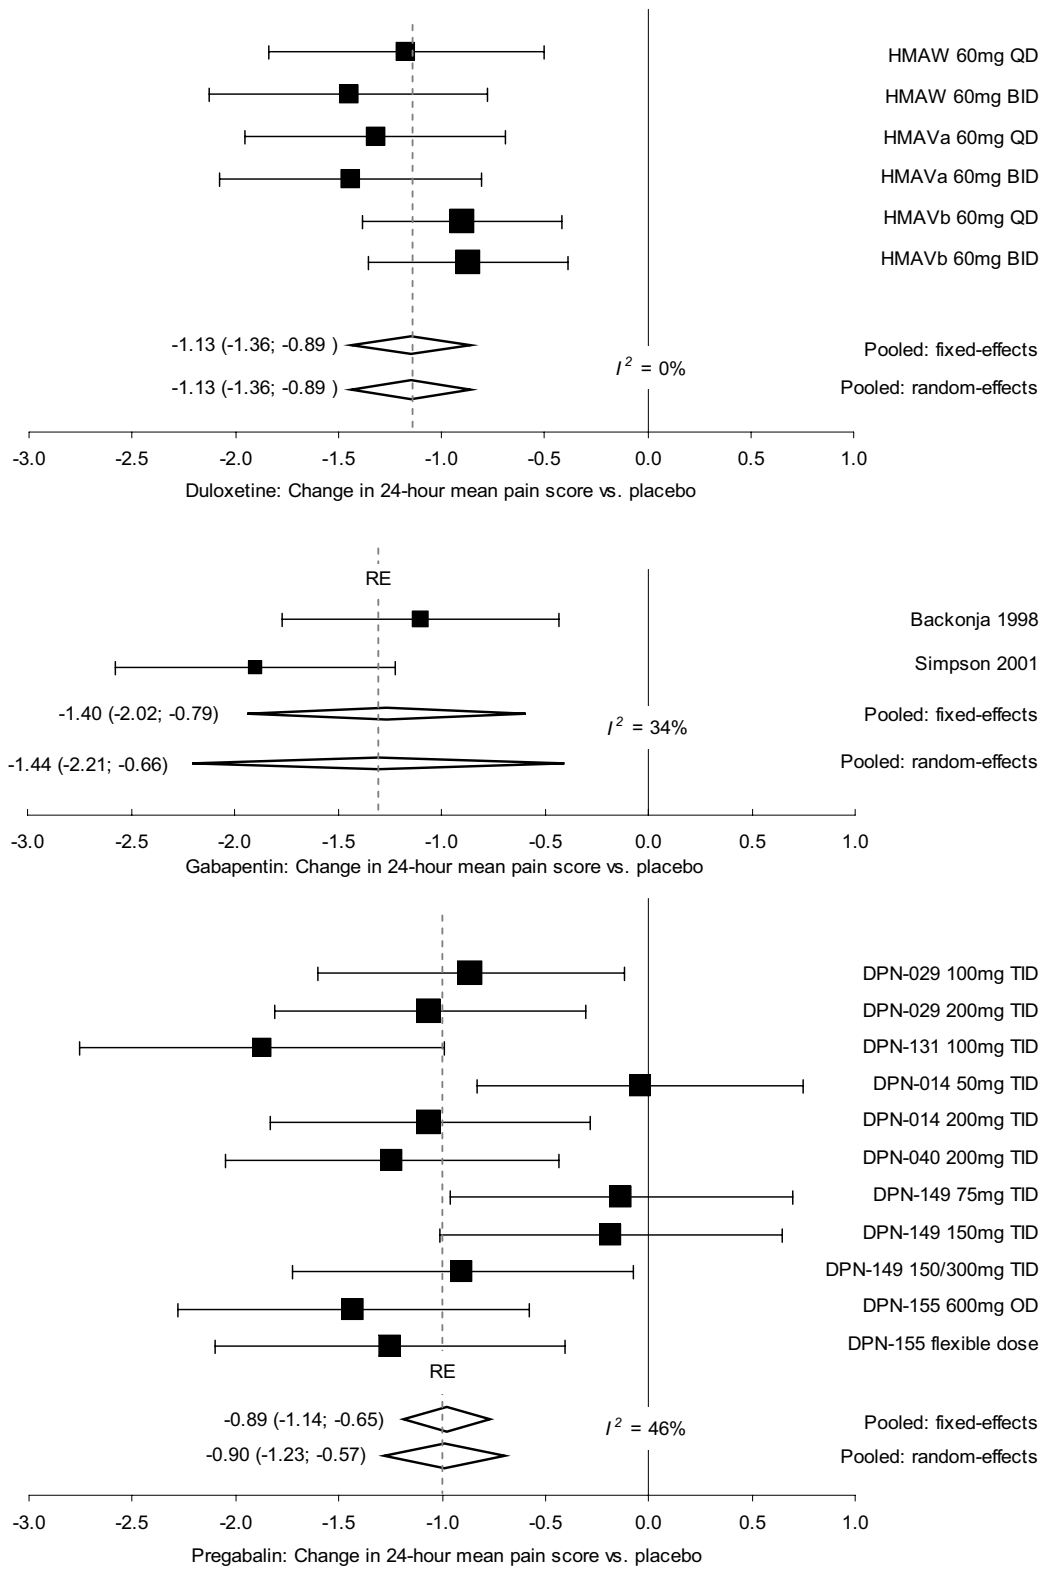 HMAW 60mg QD
HMAW 60mg BID
HMAVa 60mg QD
HMAVa 60mg BID
HMAVb 60mg QD
HMAVb 60mg BID
-1.13 (-1.36; -0.89 )
Pooled: fixed-effects
I² = 0%
-1.13 (-1.36; -0.89 )
Pooled: random-effects
-3.0 -2.5 -2.0 -1.5 -1.0 -0.5 0.0 0.5 1.0
Duloxetine: Change in 24-hour mean pain score vs. placebo
RE
Backonja 1998
Simpson 2001
-1.40 (-2.02; -0.79)
Pooled: fixed-effects
I² = 34%
-1.44 (-2.21; -0.66)
Pooled: random-effects
-3.0 -2.5 -2.0 -1.5 -1.0 -0.5 0.0 0.5 1.0
Gabapentin: Change in 24-hour mean pain score vs. placebo
DPN-029 100mg TID
DPN-029 200mg TID
DPN-131 100mg TID
DPN-014 50mg TID
DPN-014 200mg TID
DPN-040 200mg TID
DPN-149 75mg TID
DPN-149 150mg TID
DPN-149 150/300mg TID
DPN-155 600mg OD
DPN-155 flexible dose
RE
-0.89 (-1.14; -0.65)
Pooled: fixed-effects
I² = 46%
-0.90 (-1.23; -0.57)
Pooled: random-effects
-3.0 -2.5 -2.0 -1.5 -1.0 -0.5 0.0 0.5 1.0
Pregabalin: Change in 24-hour mean pain score vs. placebo